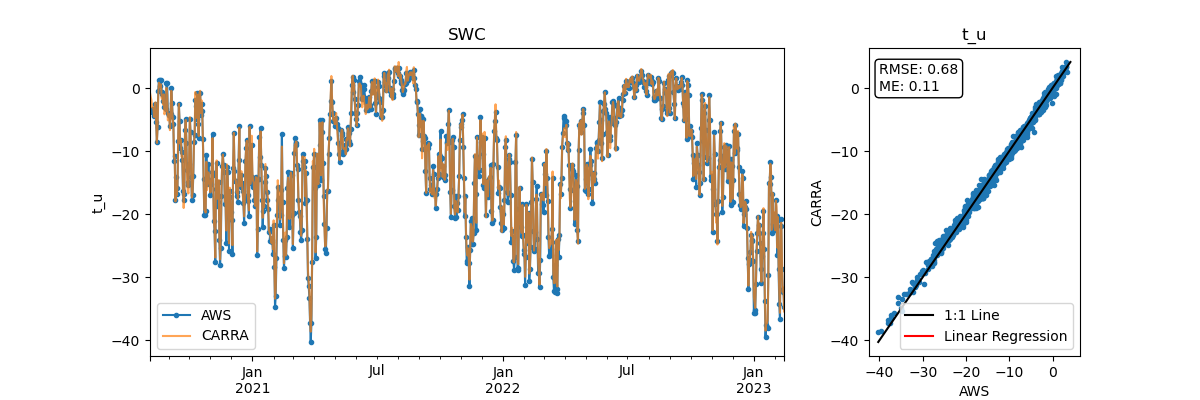 SWC
t_u
0
−10
−20
−30
−40
t_u
AWS
CARRA
Jan
2021
Jul
Jan
2022
Jul
Jan
2023
t_u
RMSE: 0.68
ME: 0.11
0
−10
−20
−30
−40
CARRA
1:1 Line
Linear Regression
−40
−30
−20
−10
0
AWS